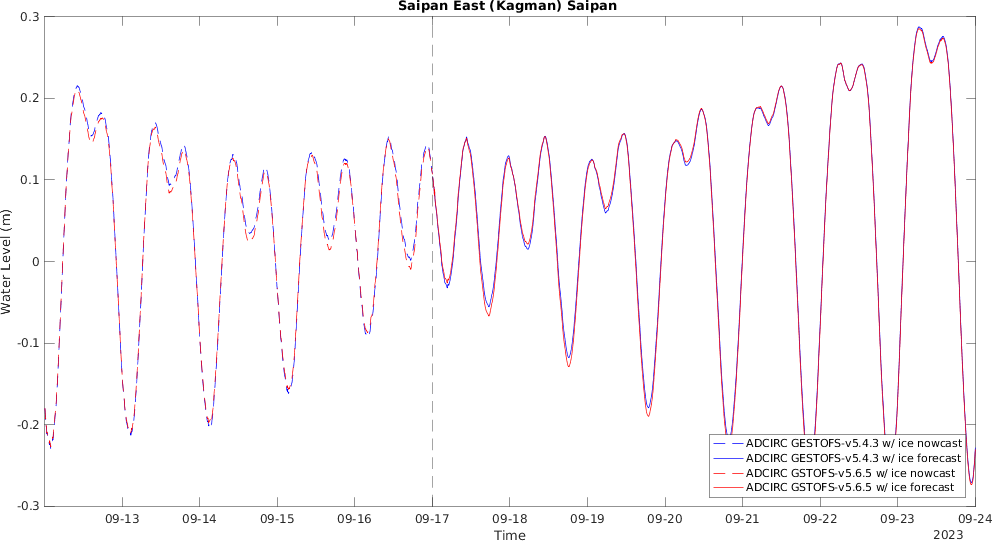 Saipan East (Kagman) Saipan
0.3
0.2
0.1
0
-0.1
-0.2
-0.3
Water Level (m)
ADCIRC GESTOFS-v5.4.3 w/ ice nowcast
ADCIRC GESTOFS-v5.4.3 w/ ice forecast
ADCIRC GSTOFS-v5.6.5 w/ ice nowcast
ADCIRC GSTOFS-v5.6.5 w/ ice forecast
09-13 09-14 09-15 09-16 09-17 09-18 09-19 09-20 09-21 09-22 09-23 09-24
Time
2023